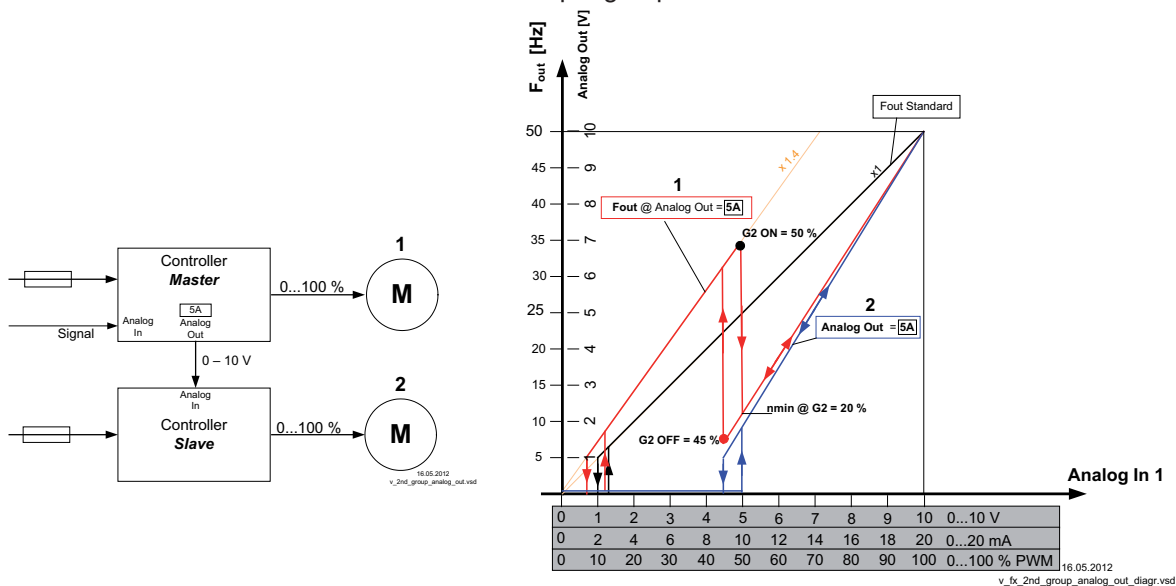 Controller
Master
5A
Analog
Out
Analog
In
Signal
0...100 %
1
M
0 – 10 V
Analog
In
Controller
Slave
0...100 %
2
M
16.05.2012
v_2nd_group_analog_out.vsd
Fout [Hz]
Analog Out [V]
50
45
40
35
30
25
20
15
10
5
10
9
8
7
6
5
4
3
2
Fout Standard
x 1.4
x1
1
Fout @ Analog Out = 5A
G2 ON = 50 %
2
Analog Out = 5A
nmin @ G2 = 20 %
G2 OFF = 45 %
Analog In 1
0 1 2 3 4 5 6 7 8 9 10 0...10 V
0 2 4 6 8 10 12 14 16 18 20 0...20 mA
0 10 20 30 40 50 60 70 80 90 100 0...100 % PWM
16.05.2012
v_fx_2nd_group_analog_out_diagr.vsd